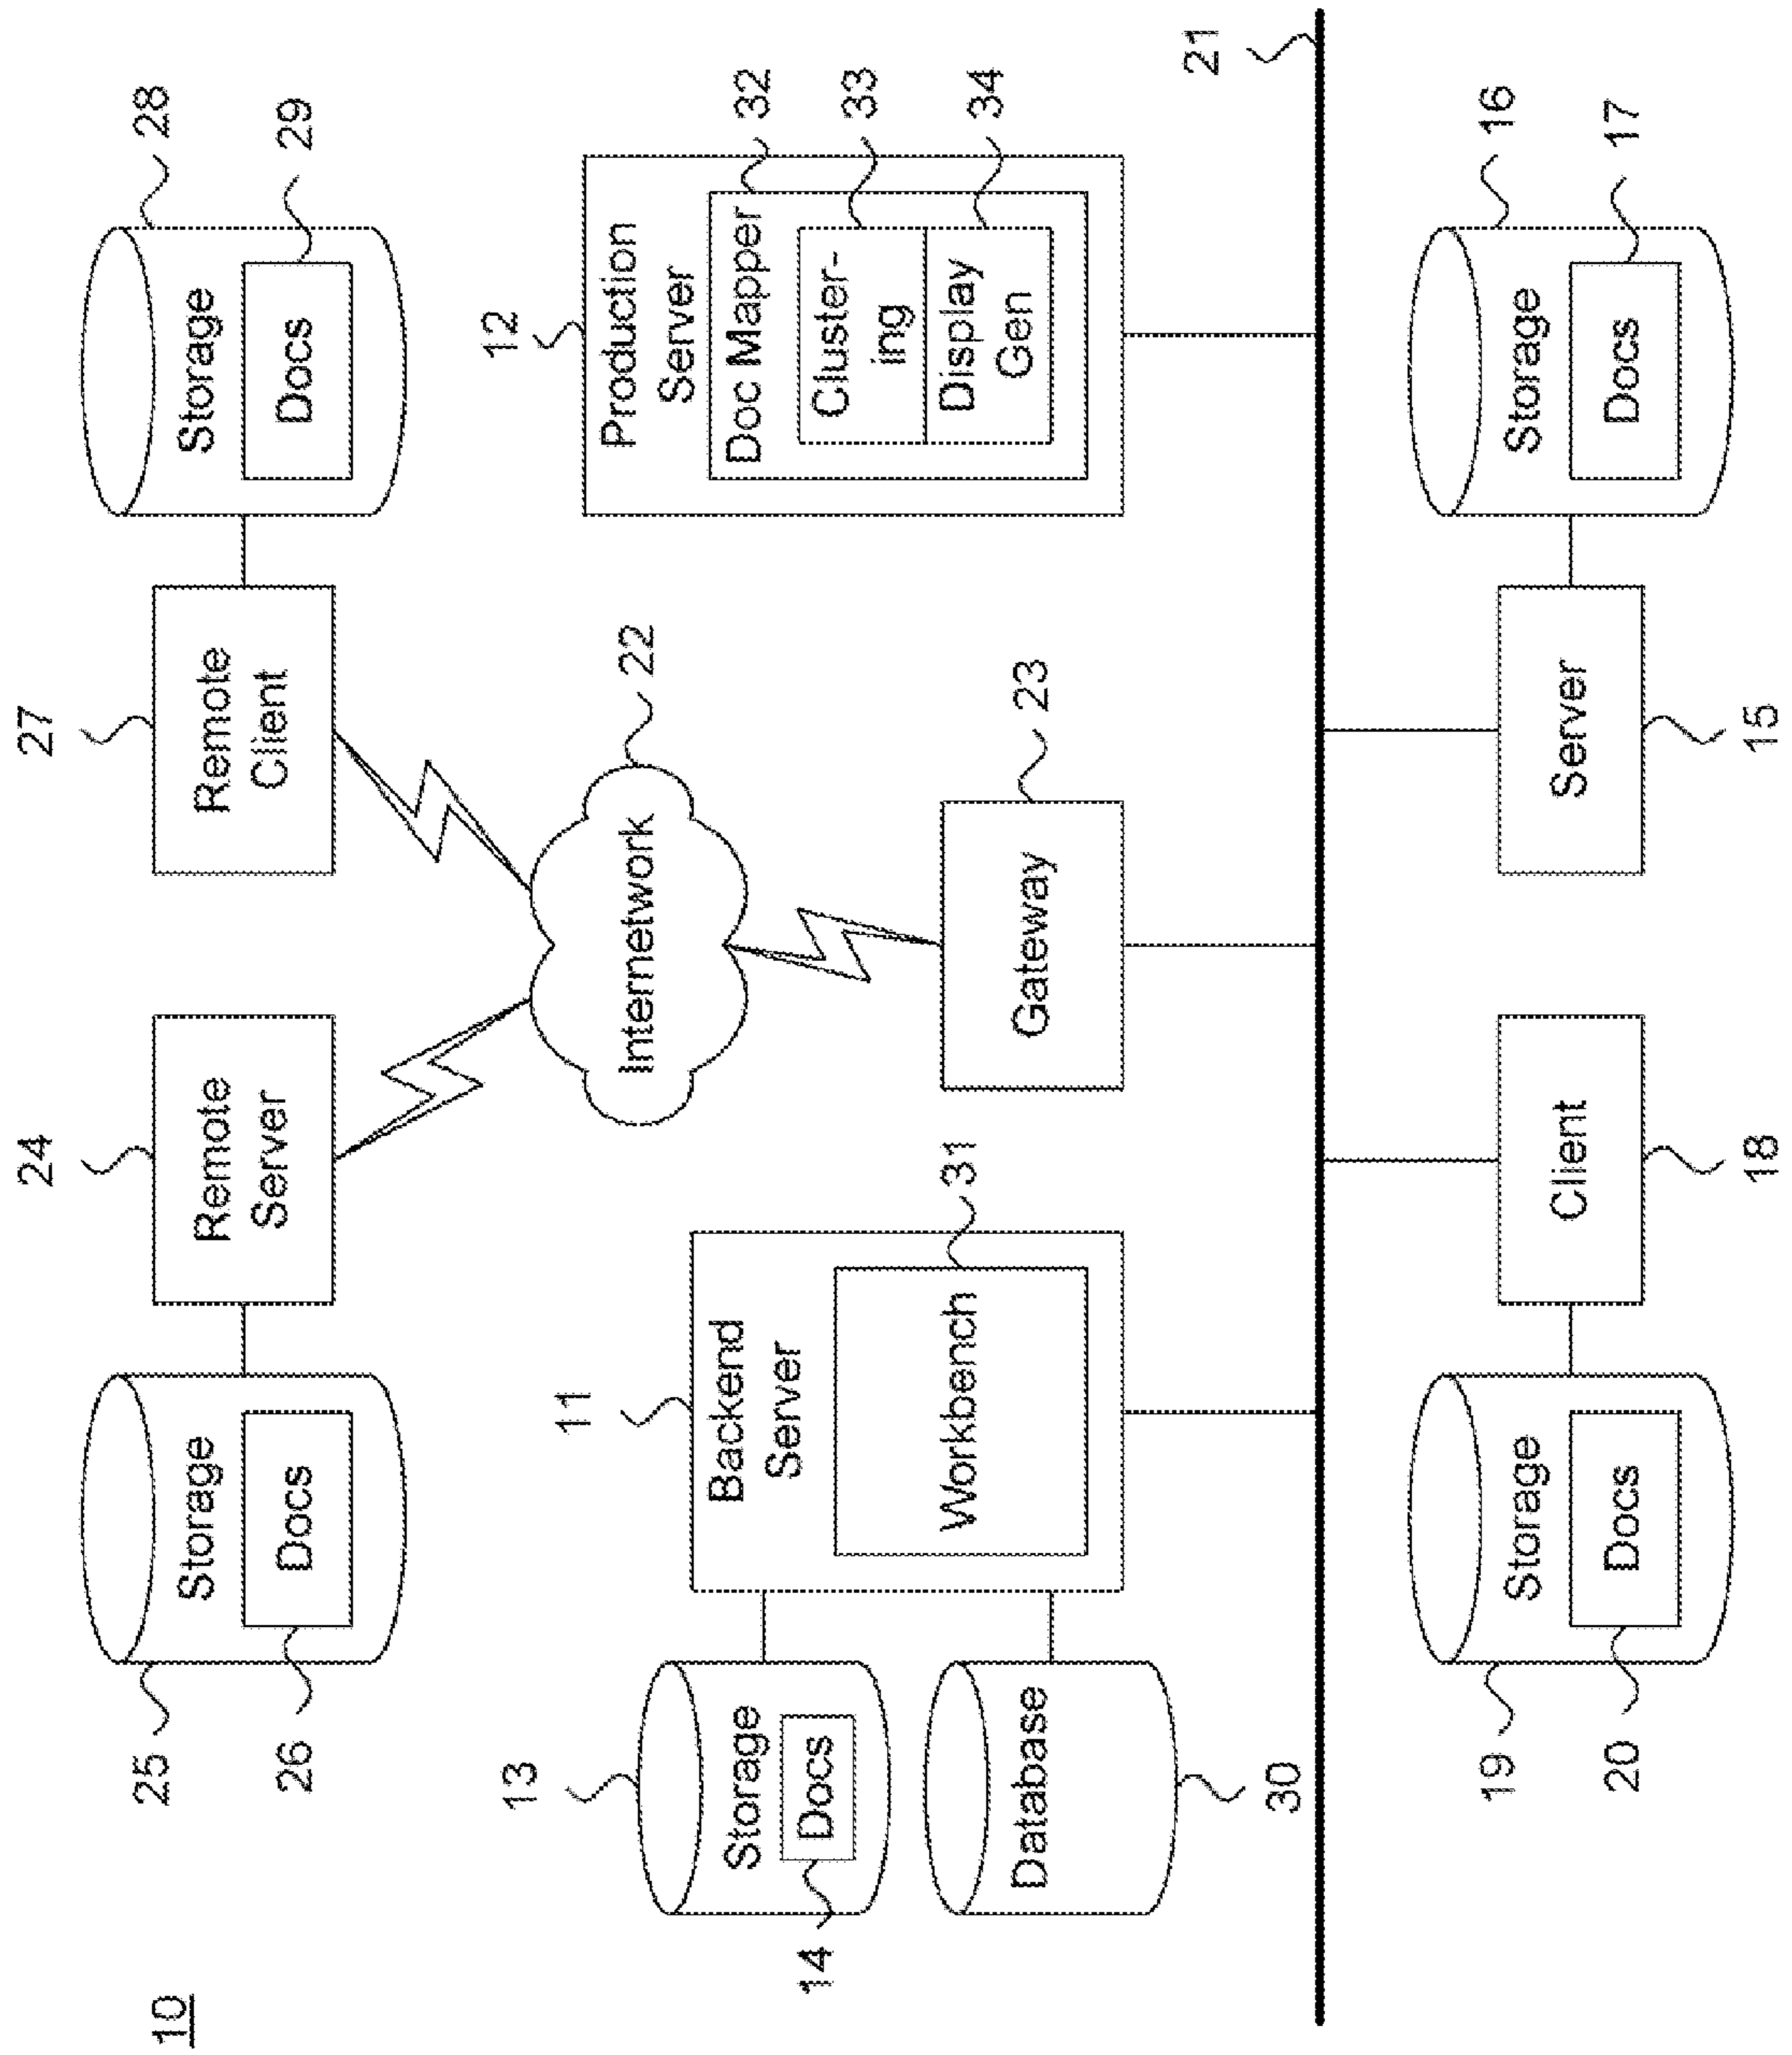 10
25
26
Storage
Docs
24
Remote
Server
27
Remote
Client
28
29
Storage
Docs
22
Internetwork
13
14
Storage
Docs
11
Backend
Server
31
Workbench
30
Database
23
Gateway
12
Production
Server
32
Doc Mapper
33
Cluster-
ing
34
Display
Gen
21
19
20
Storage
Docs
Client
18
Server
15
16
17
Storage
Docs